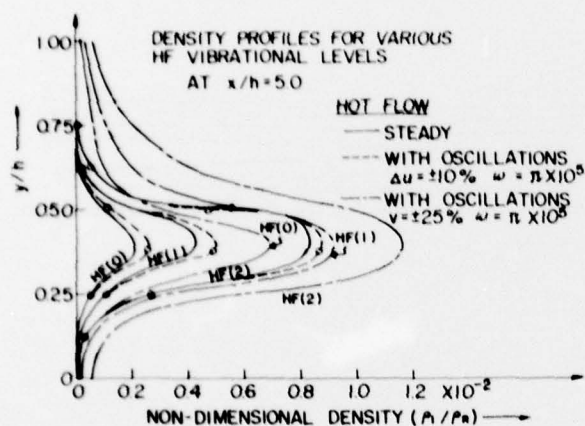 DENSITY PROFILES FOR VARIOUS
HF VIBRATIONAL LEVELS
AT x/h=5.0
HOT FLOW
STEADY
WITH OSCILLATIONS
Δu=±10% ω=π X10⁵
WITH OSCILLATIONS
v=±25% ω=π X10⁵
y/h
1.00
0.75
0.50
0.25
0
HF(0)
HF(1)
HF(2)
HF(0)
HF(1)
HF(2)
0 0.2 0.4 0.6 0.8 1.0 1.2 X10⁻²
NON-DIMENSIONAL DENSITY (ρi/ρR)